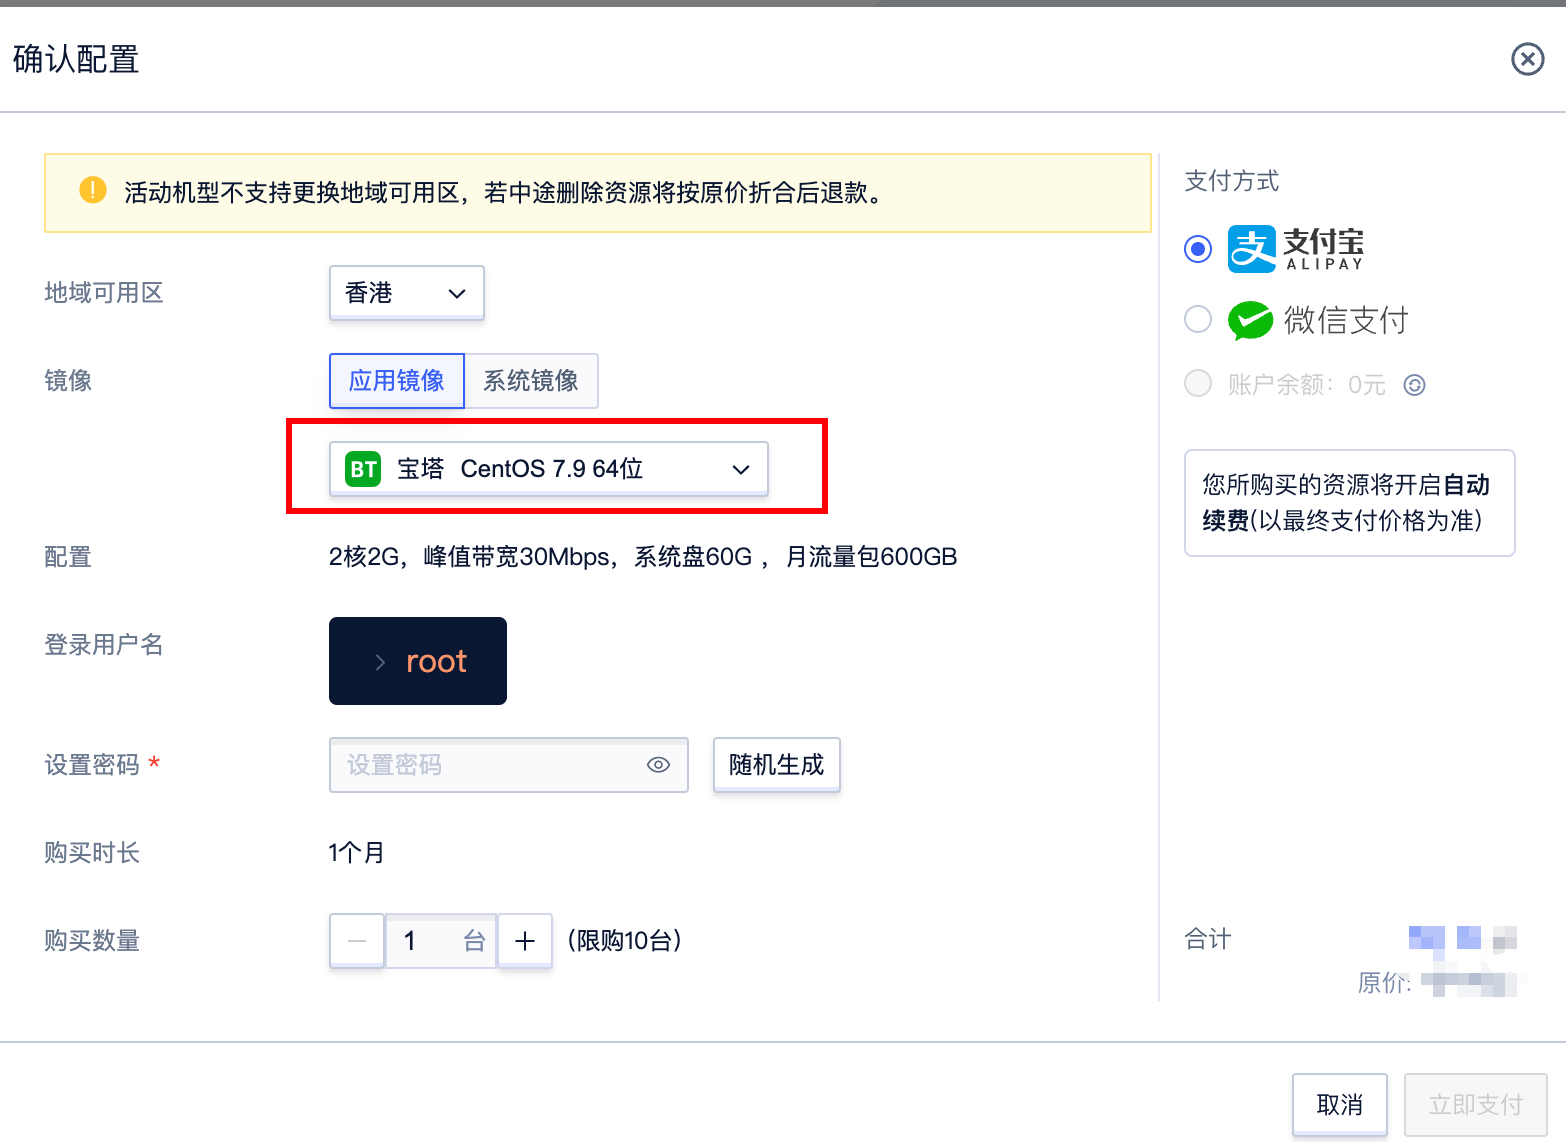 确认配置
活动机型不支持更换地域可用区，若中途删除资源将按原价折合后退款。
地域可用区
香港
镜像
应用镜像
系统镜像
BT 宝塔 CentOS 7.9 64位
配置
2核2G，峰值带宽30Mbps，系统盘60G ，月流量包600GB
登录用户名
> root
设置密码 *
设置密码
随机生成
购买时长
1个月
购买数量
1 台
(限购10台)
支付方式
支 支付宝
ALIPAY
微信支付
账户余额：0元
您所购买的资源将开启自动
续费(以最终支付价格为准)
合计
原价:
取消
立即支付